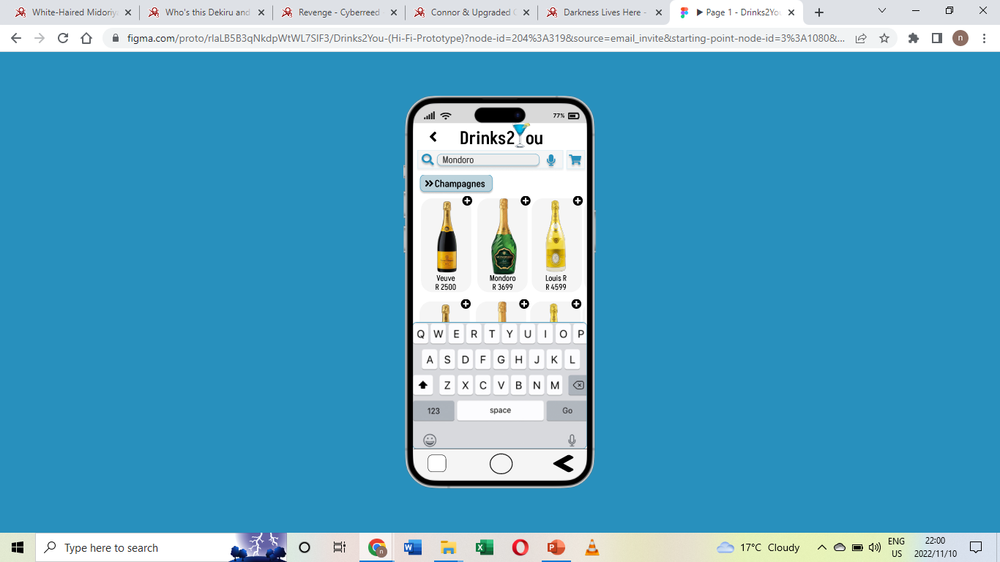 White-Haired Midoriy
Who's this Dekiru and
Revenge - Cyberreed
Connor & Upgraded C
Darkness Lives Here -
Page 1 - Drinks2You
figma.com/proto/rlaLB5B3qNkdpWtWL7SIF3/Drinks2You-(Hi-Fi-Prototype)?node-id=204%3A319&source=email_invite&starting-point-node-id=3%3A1080&...
n
77%
Drinks2 ou
Mondoro
Champagnes
MONDORO
Veuve
R 2500
Mondoro
R 3699
Louis R
R 4599
Q W E R T Y U I O P
A S D F G H J K L
Z X C V B N M
123
space
Go
Type here to search
n
17°C Cloudy
ENG
US
22:00
2022/11/10